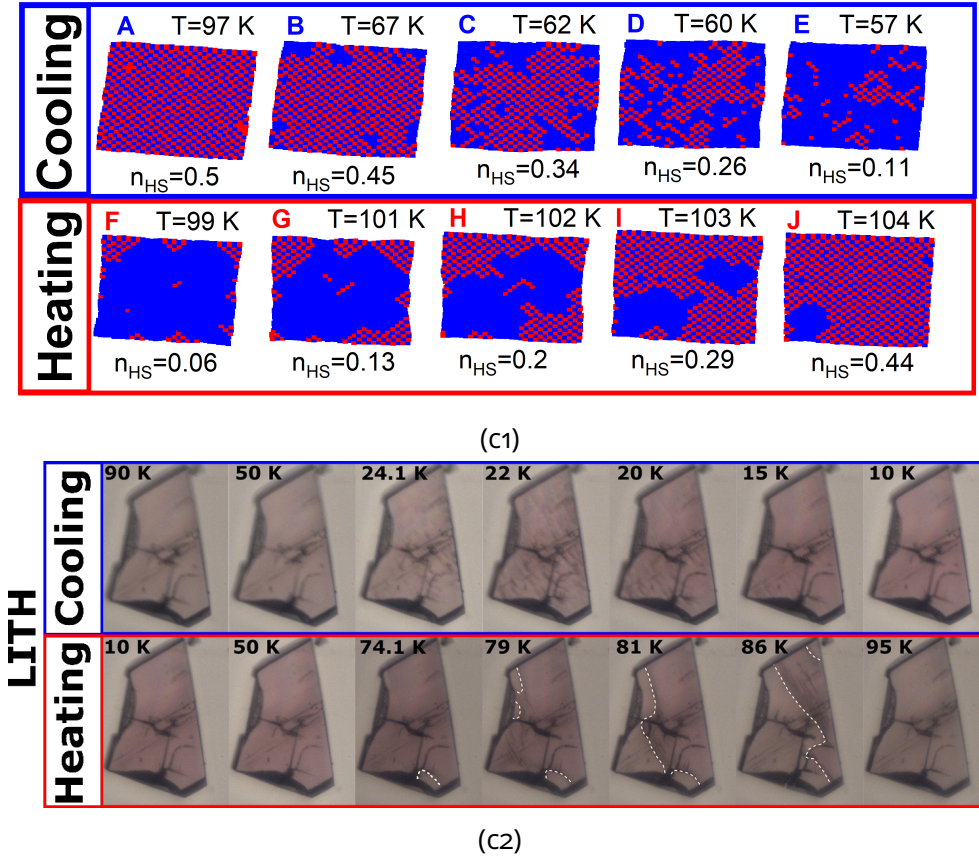 Cooling
A T=97 K B T=67 K C T=62 K D T=60 K E T=57 K
nHS=0.5 nHS=0.45 nHS=0.34 nHS=0.26 nHS=0.11
Heating
F T=99 K G T=101 K H T=102 K I T=103 K J T=104 K
nHS=0.06 nHS=0.13 nHS=0.2 nHS=0.29 nHS=0.44
(c1)
LITH
Cooling
90 K 50 K 24.1 K 22 K 20 K 15 K 10 K
Heating
10 K 50 K 74.1 K 79 K 81 K 86 K 95 K
(c2)